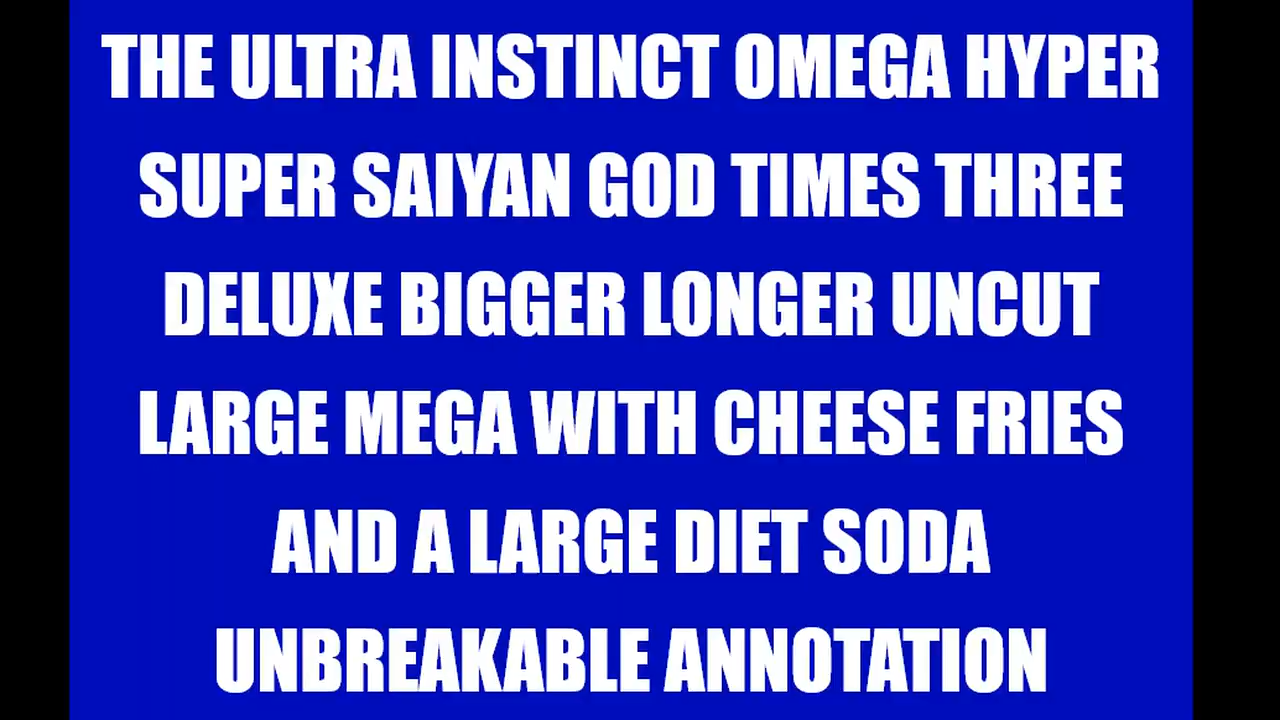 THE ULTRA INSTINCT OMEGA HYPER
SUPER SAIYAN GOD TIMES THREE
DELUXE BIGGER LONGER UNCUT
LARGE MEGA WITH CHEESE FRIES
AND A LARGE DIET SODA
UNBREAKABLE ANNOTATION